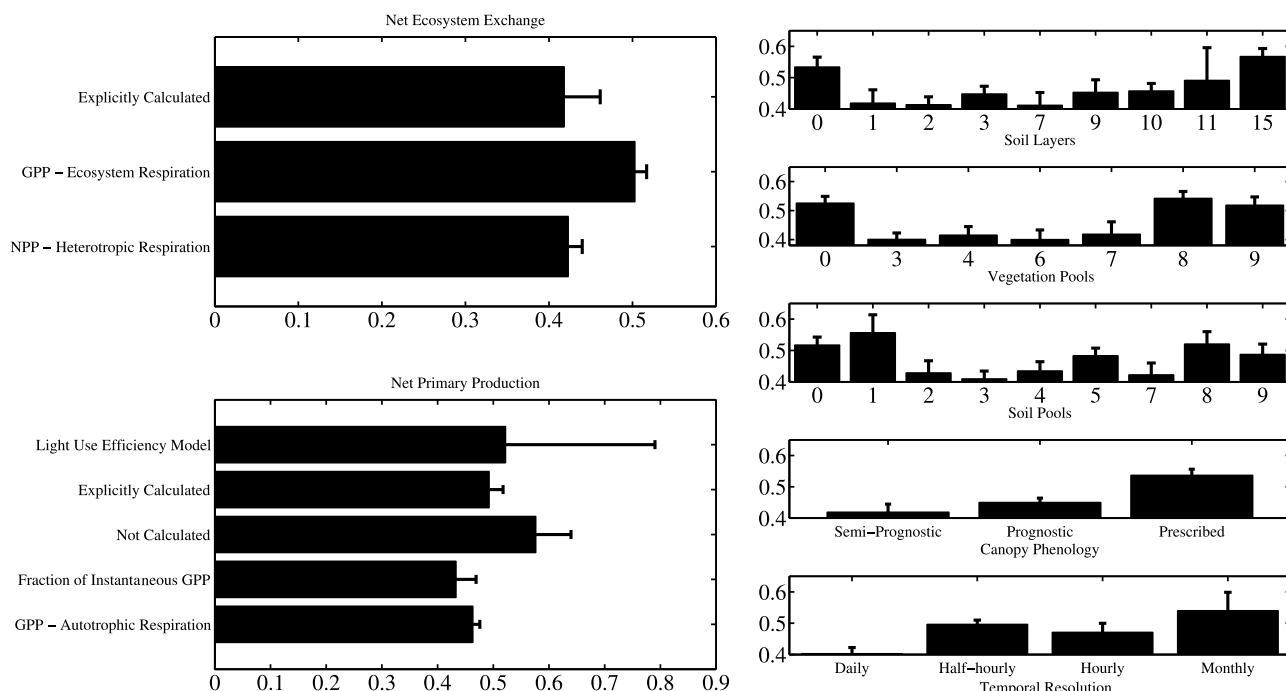 Net Ecosystem Exchange
Explicitly Calculated
GPP − Ecosystem Respiration
NPP − Heterotropic Respiration
0 0.1 0.2 0.3 0.4 0.5 0.6
Net Primary Production
Light Use Efficiency Model
Explicitly Calculated
Not Calculated
Fraction of Instantaneous GPP
GPP − Autotrophic Respiration
0 0.1 0.2 0.3 0.4 0.5 0.6 0.7 0.8 0.9
0.6
0.5
0.4
0 1 2 3 7 9 10 11 15
Soil Layers
0.6
0.5
0.4
0 3 4 6 7 8 9
Vegetation Pools
0.6
0.5
0.4
0 1 2 3 4 5 7 8 9
Soil Pools
0.6
0.5
0.4
Semi−Prognostic Prognostic Prescribed
Canopy Phenology
0.6
0.5
0.4
Daily Half−hourly Hourly Monthly
Temporal Resolution